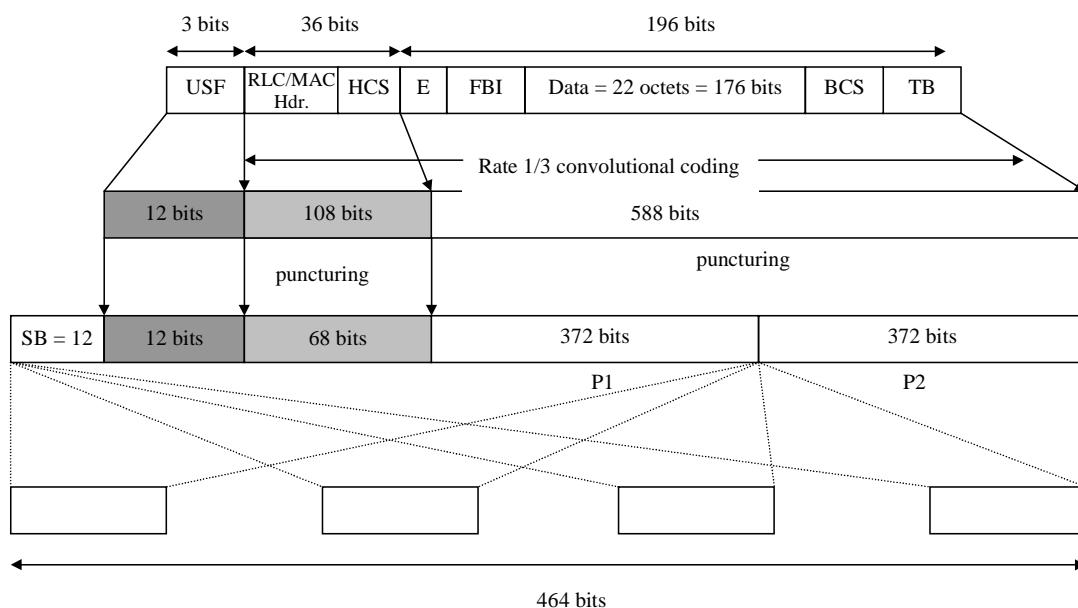 3 bits 36 bits 196 bits
USF RLC/MAC Hdr. HCS E FBI Data = 22 octets = 176 bits BCS TB
Rate 1/3 convolutional coding
12 bits 108 bits 588 bits
puncturing puncturing
SB = 12 12 bits 68 bits 372 bits 372 bits
P1 P2
464 bits